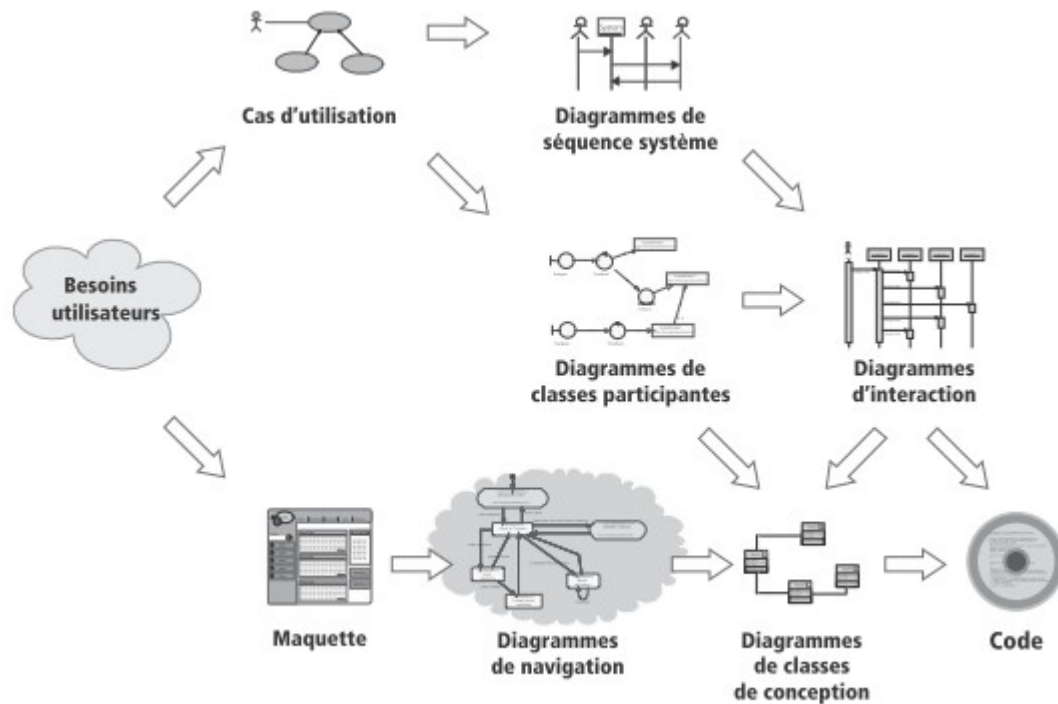 Cas d'utilisation
Diagrammes de
séquence système
Besoins
utilisateurs
Diagrammes de
classes participantes
Diagrammes
d'interaction
Maquette
Diagrammes
de navigation
Diagrammes
de classes
de conception
Code